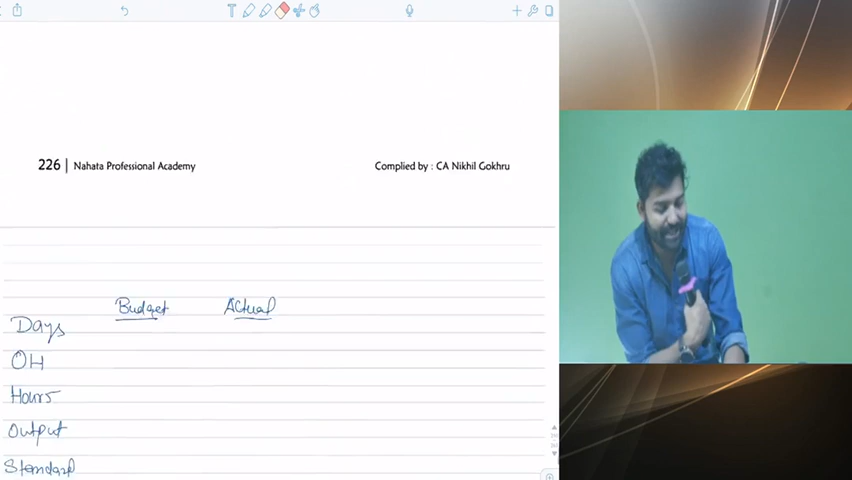 226 | Nahata Professional Academy
Complied by : CA Nikhil Gokhru
Budget Actual
Days
OH
Hours
Output
Standard